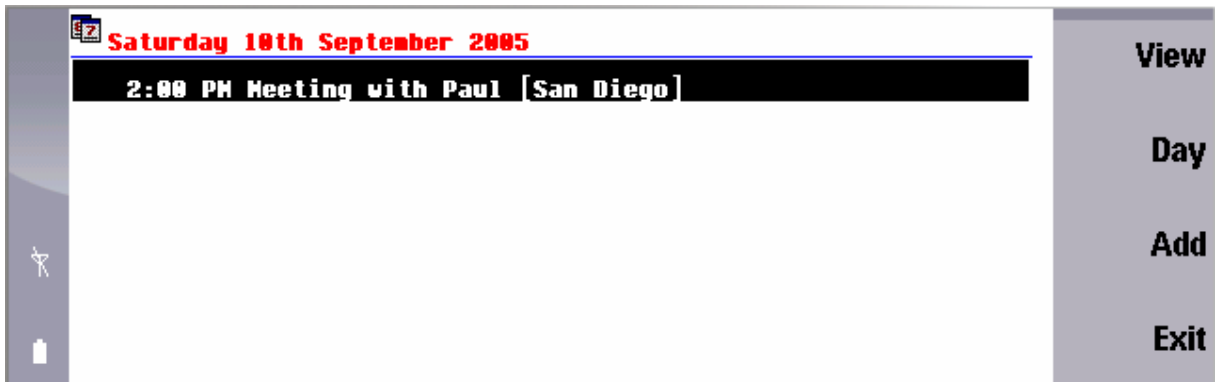 Saturday 10th September 2005
2:00 PM Meeting with Paul [San Diego]
View
Day
Add
Exit